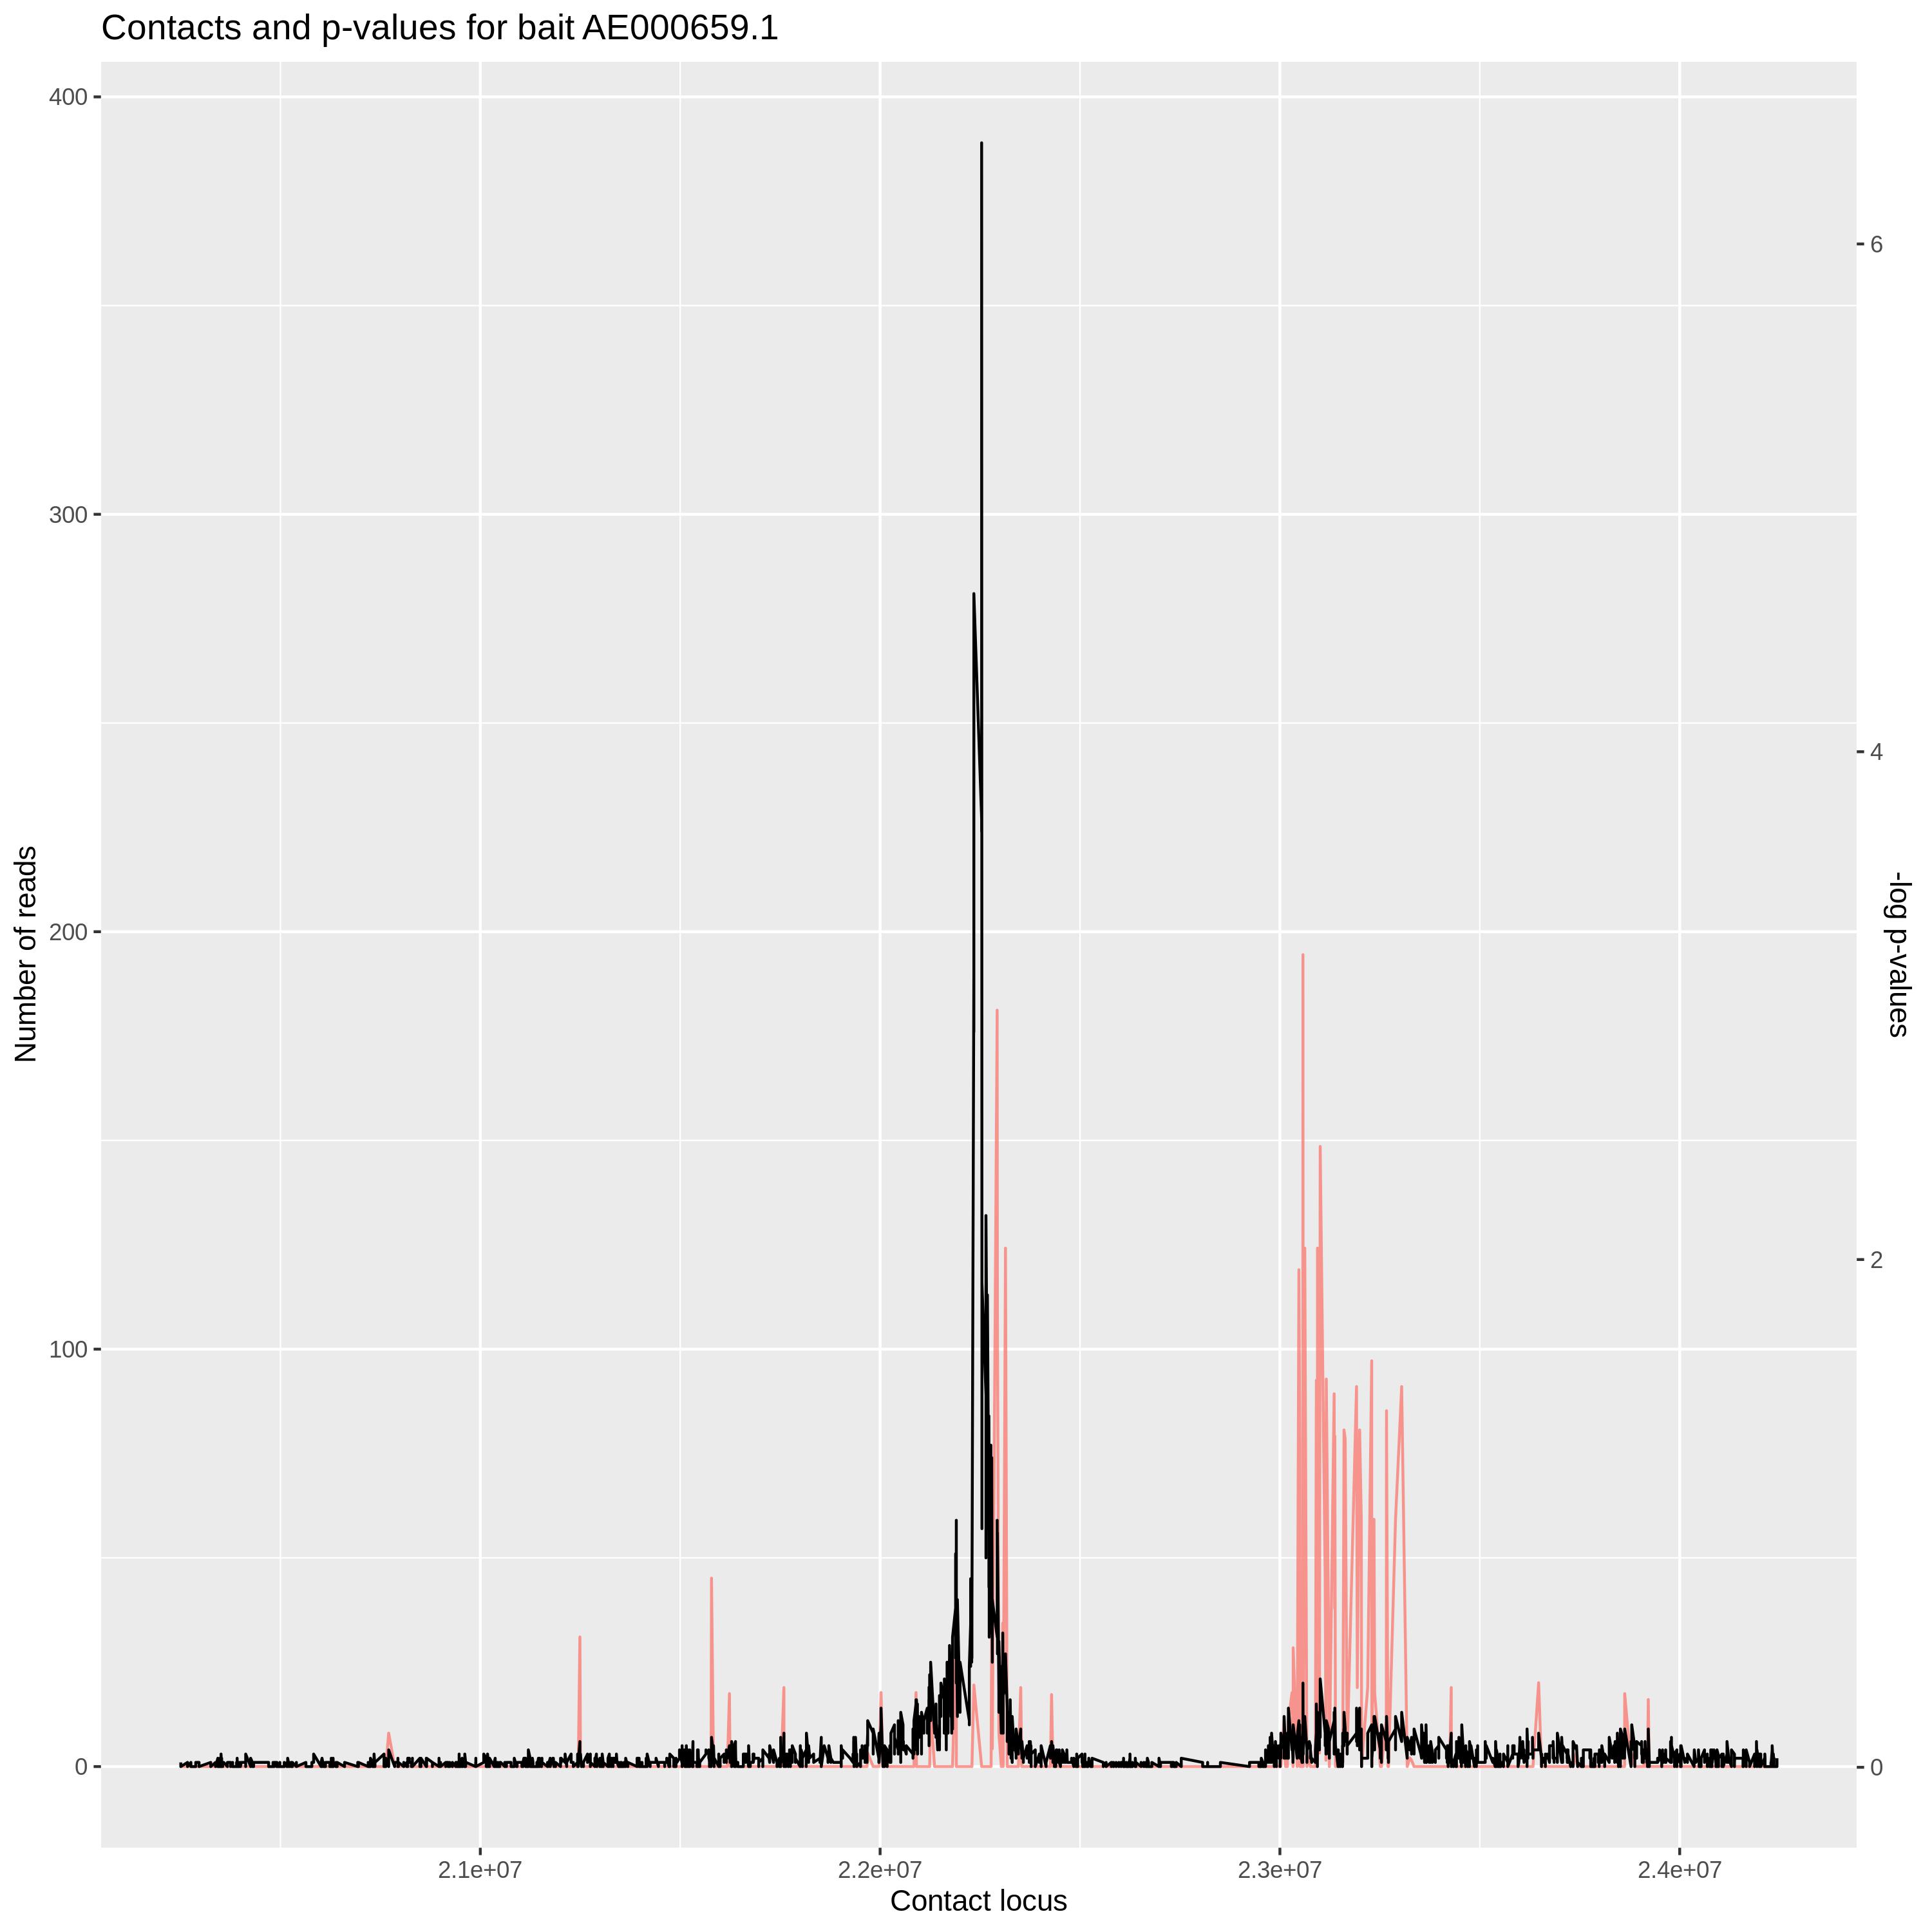 Contacts and p-values for bait AE000659.1
400
300
200
100
0
Number of reads
6
4
2
0
-log p-values
2.1e+07 2.2e+07 2.3e+07 2.4e+07
Contact locus